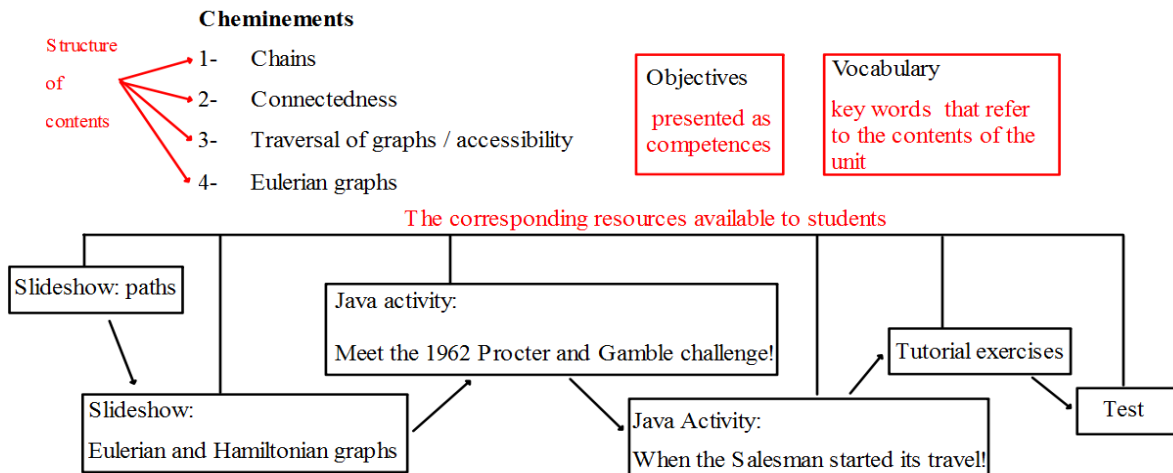 Cheminements
Structure
of
contents
1- Chains
2- Connectedness
3- Traversal of graphs / accessibility
4- Eulerian graphs
Objectives
presented as
competences
Vocabulary
key words that refer
to the contents of the
unit
The corresponding resources available to students
Slideshow: paths
Slideshow:
Eulerian and Hamiltonian graphs
Java activity:
Meet the 1962 Procter and Gamble challenge!
Java Activity:
When the Salesman started its travel!
Tutorial exercises
Test